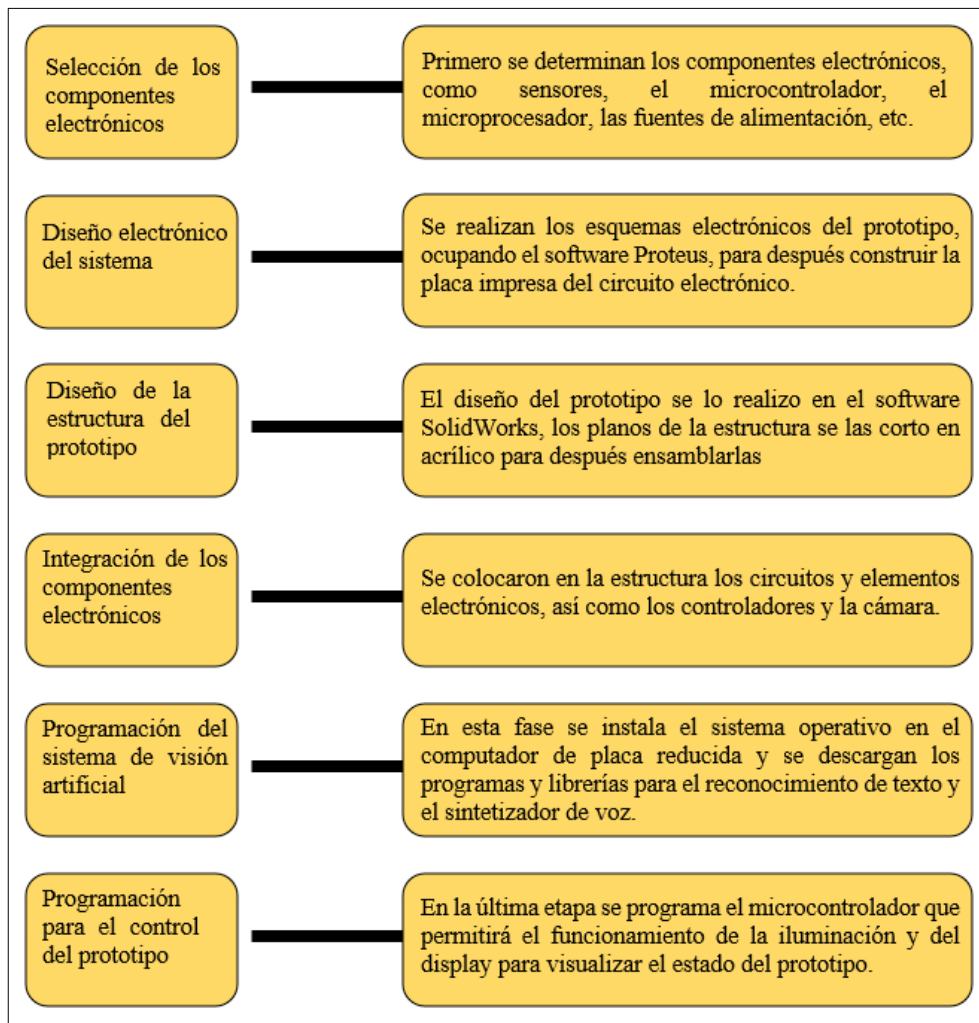 Selección de los
componentes
electrónicos
Primero se determinan los componentes electrónicos,
como sensores, el microcontrolador, el
microprocesador, las fuentes de alimentación, etc.
Diseño electrónico
del sistema
Se realizan los esquemas electrónicos del prototipo,
ocupando el software Proteus, para después construir la
placa impresa del circuito electrónico.
Diseño de la
estructura del
prototipo
El diseño del prototipo se lo realizo en el software
SolidWorks, los planos de la estructura se las corto en
acrílico para después ensamblarlas
Integración de los
componentes
electrónicos
Se colocaron en la estructura los circuitos y elementos
electrónicos, así como los controladores y la cámara.
Programación del
sistema de visión
artificial
En esta fase se instala el sistema operativo en el
computador de placa reducida y se descargan los
programas y librerías para el reconocimiento de texto y
el sintetizador de voz.
Programación
para el control
del prototipo
En la última etapa se programa el microcontrolador que
permitirá el funcionamiento de la iluminación y del
display para visualizar el estado del prototipo.